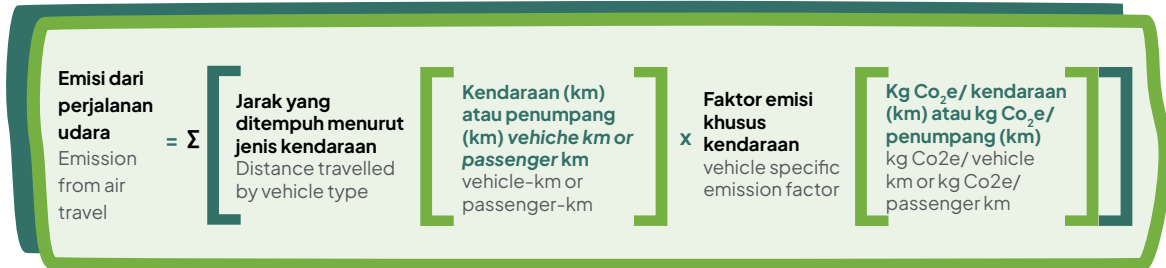 Emisi dari
perjalanan
udara
Emission
from air
travel
= Σ
Jarak yang
ditempuh menurut
jenis kendaraan
Distance travelled
by vehicle type
Kendaraan (km)
atau penumpang
(km) vehiche km or
passenger km
vehicle-km or
passenger-km
x
Faktor emisi
khusus
kendaraan
vehicle specific
emission factor
Kg Co₂e/ kendaraan
(km) atau kg Co₂e/
penumpang (km)
kg Co2e/ vehicle
km or kg Co2e/
passenger km